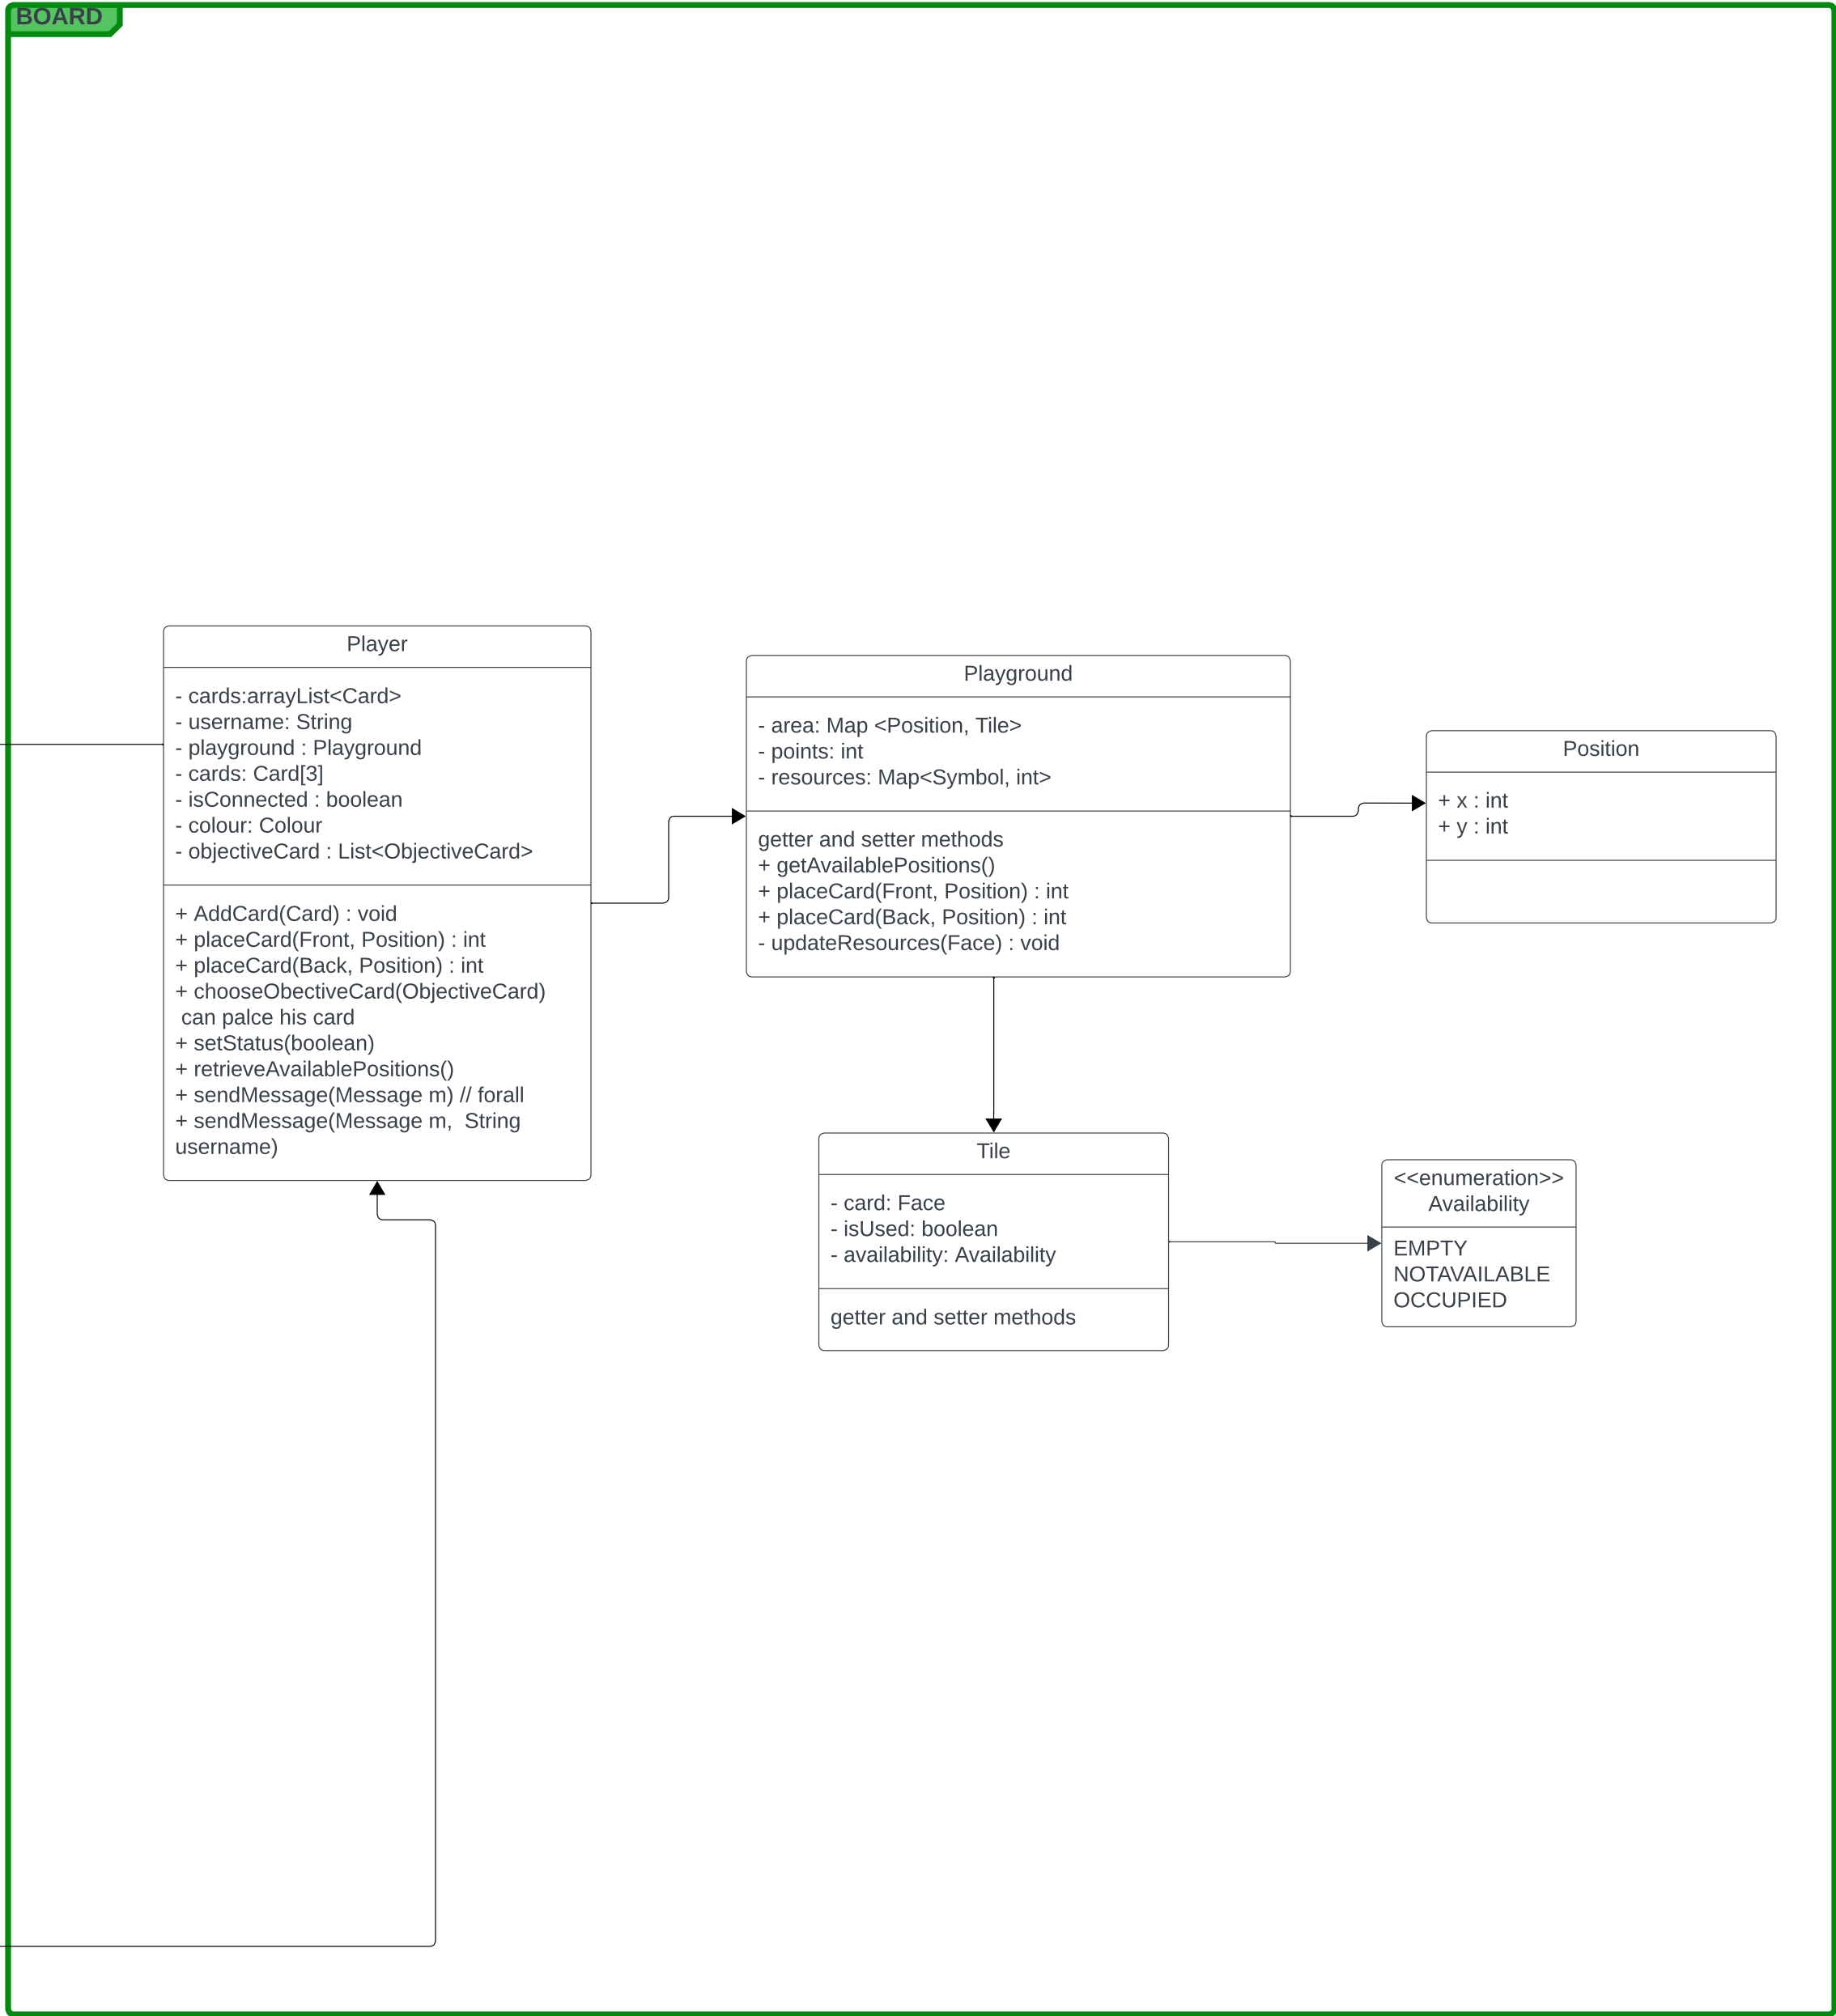 BOARD
Player
- cards:arrayList<Card>
- username: String
- playground : Playground
- cards: Card[3]
- isConnected : boolean
- colour: Colour
- objectiveCard : List<ObjectiveCard>
+ AddCard(Card) : void
+ placeCard(Front, Position) : int
+ placeCard(Back, Position) : int
+ chooseObectiveCard(ObjectiveCard)
can palce his card
+ setStatus(boolean)
+ retrieveAvailablePositions()
+ sendMessage(Message m) // forall
+ sendMessage(Message m,  String
username)
Playground
- area: Map <Position, Tile>
- points: int
- resources: Map<Symbol, int>
getter and setter methods
+ getAvailablePositions()
+ placeCard(Front, Position) : int
+ placeCard(Back, Position) : int
- updateResources(Face) : void
Position
+ x : int
+ y : int
Tile
- card: Face
- isUsed: boolean
- availability: Availability
getter and setter methods
<<enumeration>>
Availability
EMPTY
NOTAVAILABLE
OCCUPIED